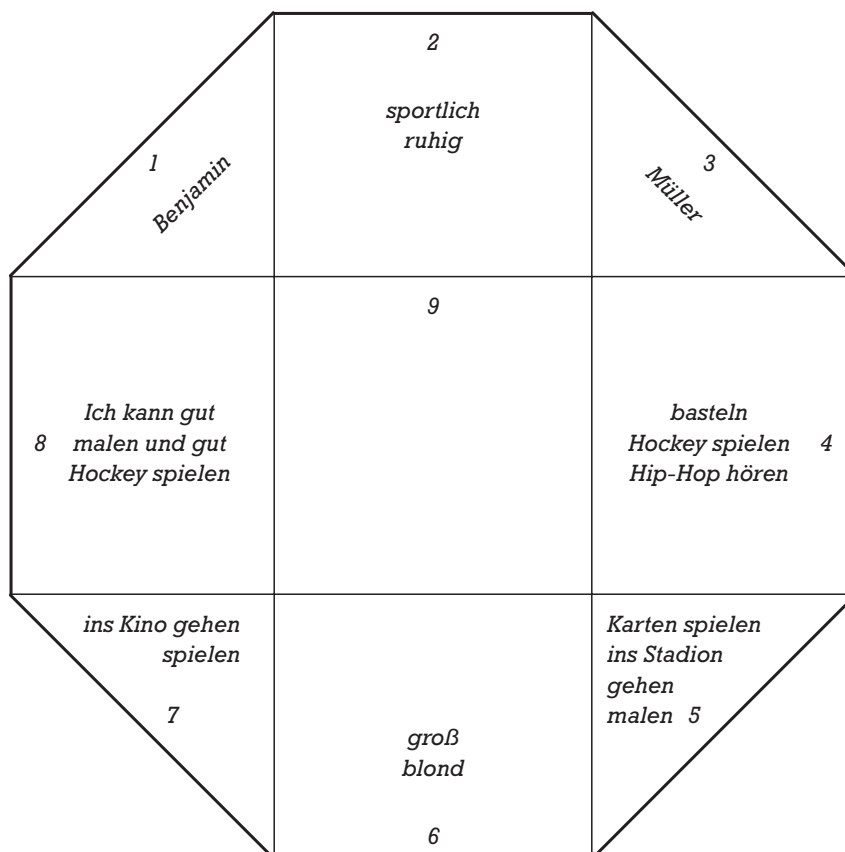 2
sportlich
ruhig
1
Benjamin
3
Müller
9
8
Ich kann gut
malen und gut
Hockey spielen
basteln
Hockey spielen
Hip-Hop hören
4
ins Kino gehen
spielen
7
Karten spielen
ins Stadion
gehen
malen 5
groß
blond
6